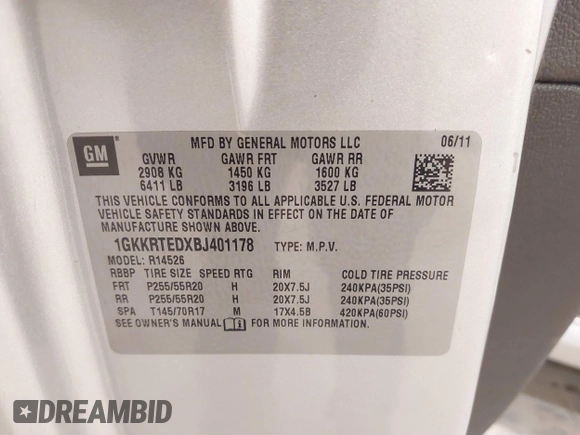 GM
MFD BY GENERAL MOTORS LLC 06/11
GVWR GAWR FRT GAWR RR
2908 KG 1450 KG 1600 KG
6411 LB 3196 LB 3527 LB
THIS VEHICLE CONFORMS TO ALL APPLICABLE U.S. FEDERAL MOTOR
VEHICLE SAFETY STANDARDS IN EFFECT ON THE DATE OF
MANUFACTURE SHOWN ABOVE.
1GKKRTEDXBJ401178 TYPE: M.P.V.
MODEL: R14526
RBBP TIRE SIZE SPEED RTG RIM COLD TIRE PRESSURE
FRT P255/55R20 H 20X7.5J 240KPA(35PSI)
RR P255/55R20 H 20X7.5J 240KPA(35PSI)
SPA T145/70R17 M 17X4.5B 420KPA(60PSI)
SEE OWNER'S MANUAL FOR MORE INFORMATION.
DREAMBID